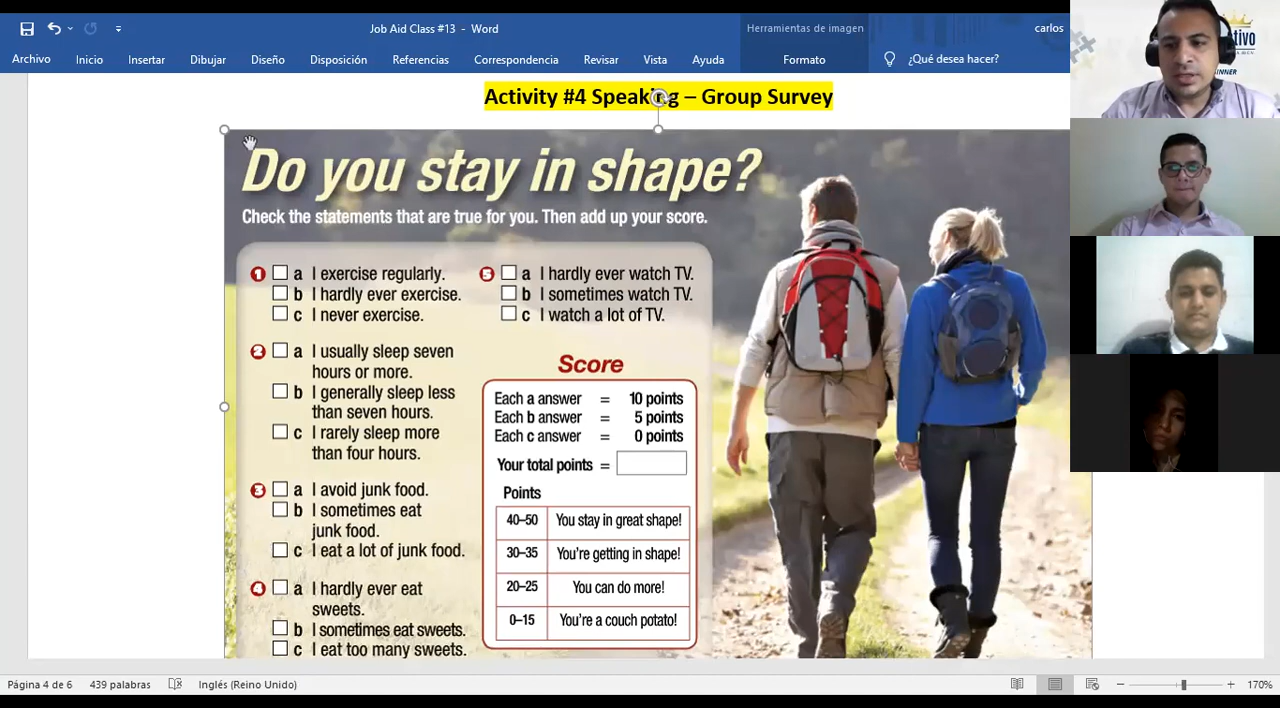 Job Aid Class #13 - Word
Herramientas de imagen
carlos
Archivo
Inicio
Insertar
Dibujar
Diseño
Disposición
Referencias
Correspondencia
Revisar
Vista
Ayuda
Formato
¿Qué desea hacer?
Activity #4 Speaking – Group Survey
Do you stay in shape?
Check the statements that are true for you. Then add up your score.
1 a I exercise regularly.
b I hardly ever exercise.
c I never exercise.
2 a I usually sleep seven
hours or more.
b I generally sleep less
than seven hours.
c I rarely sleep more
than four hours.
3 a I avoid junk food.
b I sometimes eat
junk food.
c I eat a lot of junk food.
4 a I hardly ever eat
sweets.
b I sometimes eat sweets.
c I eat too many sweets.
5 a I hardly ever watch TV.
b I sometimes watch TV.
c I watch a lot of TV.
Score
Each a answer = 10 points
Each b answer = 5 points
Each c answer = 0 points
Your total points =
Points
40–50 You stay in great shape!
30–35 You're getting in shape!
20–25 You can do more!
0–15 You're a couch potato!
Página 4 de 6
439 palabras
Inglés (Reino Unido)
170%